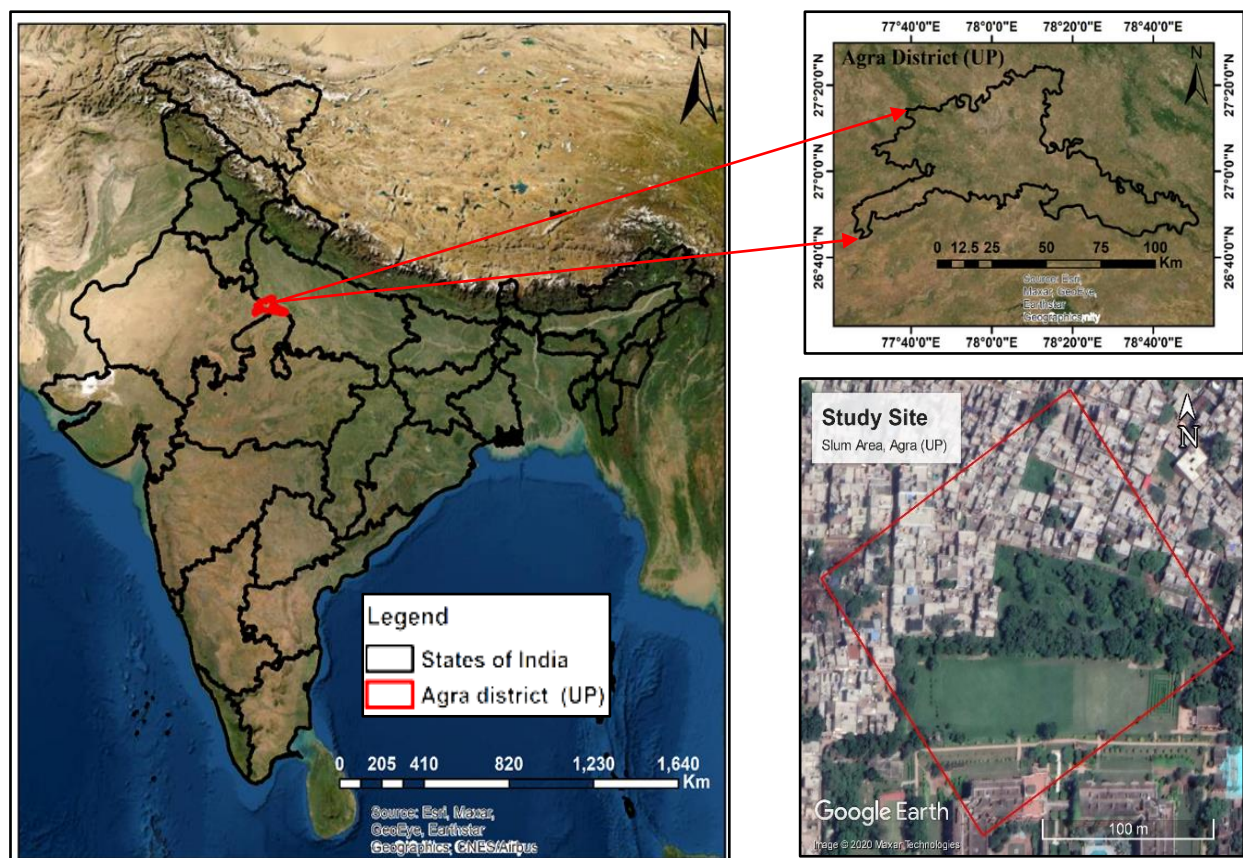 N
Legend
States of India
Agra district (UP)
0 205 410 820 1,230 1,640
Km
Source: Esri, Maxar,
GeoEye, Earthstar
Geographics, CNES/Airbus
77°40'0"E 78°0'0"E 78°20'0"E 78°40'0"E
Agra District (UP)
N
27°20'0"N 27°20'0"N
27°0'0"N 27°0'0"N
26°40'0"N 26°40'0"N
0 12.5 25 50 75 100
Km
Source: Esri,
Maxar, GeoEye,
Earthstar
Geographics,
77°40'0"E 78°0'0"E 78°20'0"E 78°40'0"E
Study Site
Slum Area, Agra (UP)
N
Google Earth
100 m
Image © 2020 Maxar Technologies